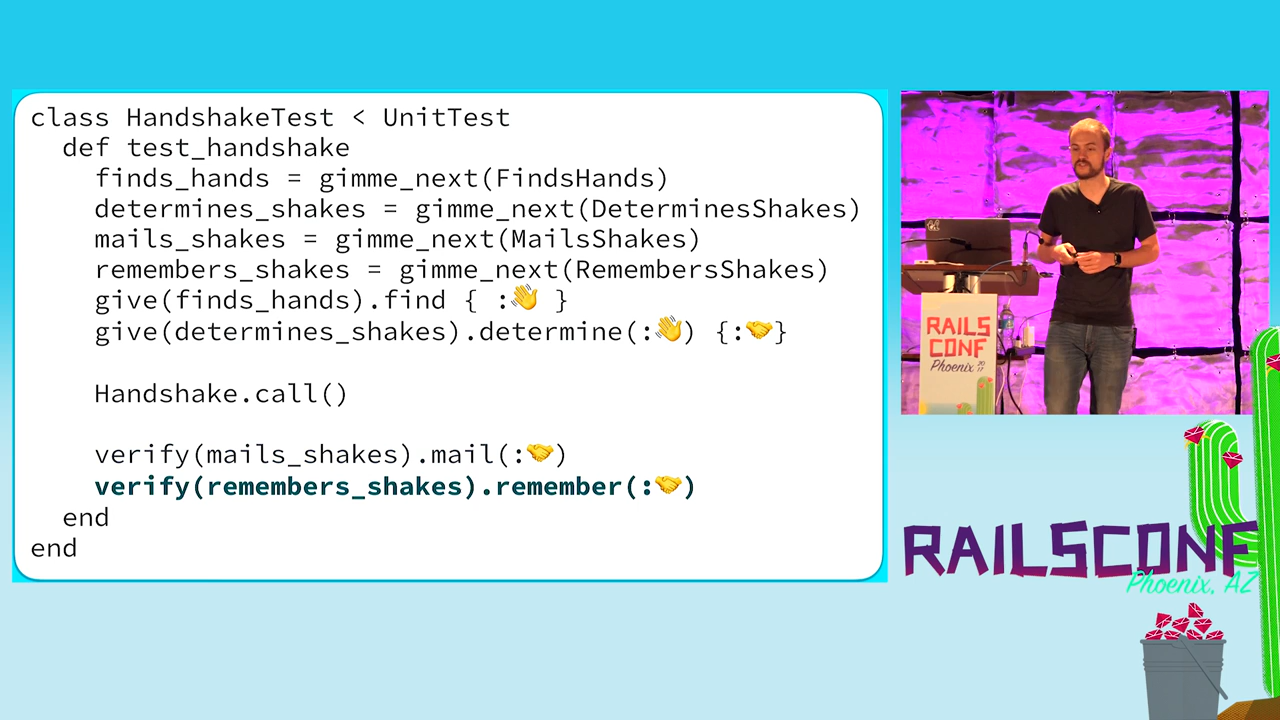 class HandshakeTest < UnitTest
def test_handshake
finds_hands = gimme_next(FindsHands)
determines_shakes = gimme_next(DeterminesShakes)
mails_shakes = gimme_next(MailsShakes)
remembers_shakes = gimme_next(RemembersShakes)
give(finds_hands).find { :👋 }
give(determines_shakes).determine(:👋) {:🤝}
Handshake.call()
verify(mails_shakes).mail(:🤝)
verify(remembers_shakes).remember(:🤝)
end
end
RAILS
CONF
Phoenix 2017
RAILSCONF
Phoenix, AZ